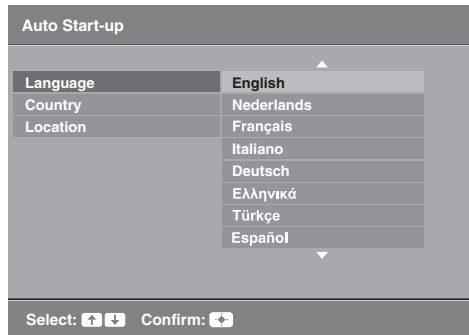 Auto Start-up
Language
Country
Location
English
Nederlands
Français
Italiano
Deutsch
Ελληνικά
Türkçe
Español
Select: Confirm: